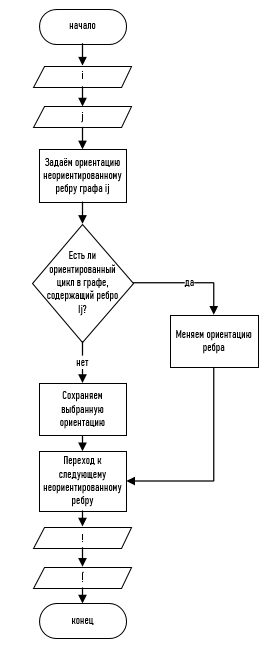 начало
i
j
Задаём ориентацию
неориентированному
ребру графа ij
Есть ли
ориентированный
цикл в графе,
содержащий ребро
Ij?
да
Меняем ориентацию
ребра
нет
Сохраняем
выбранную
ориентацию
Переход к
следующему
неориентированному
ребру
конец